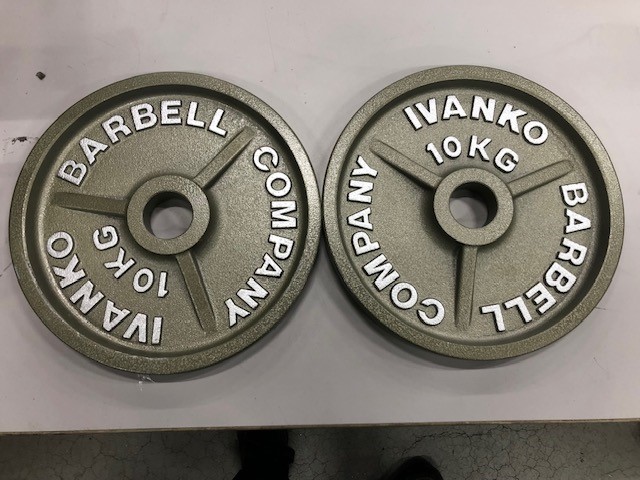 IVANKO
BARBELL
COMPANY
10KG
IVANKO
BARBELL
COMPANY
10KG